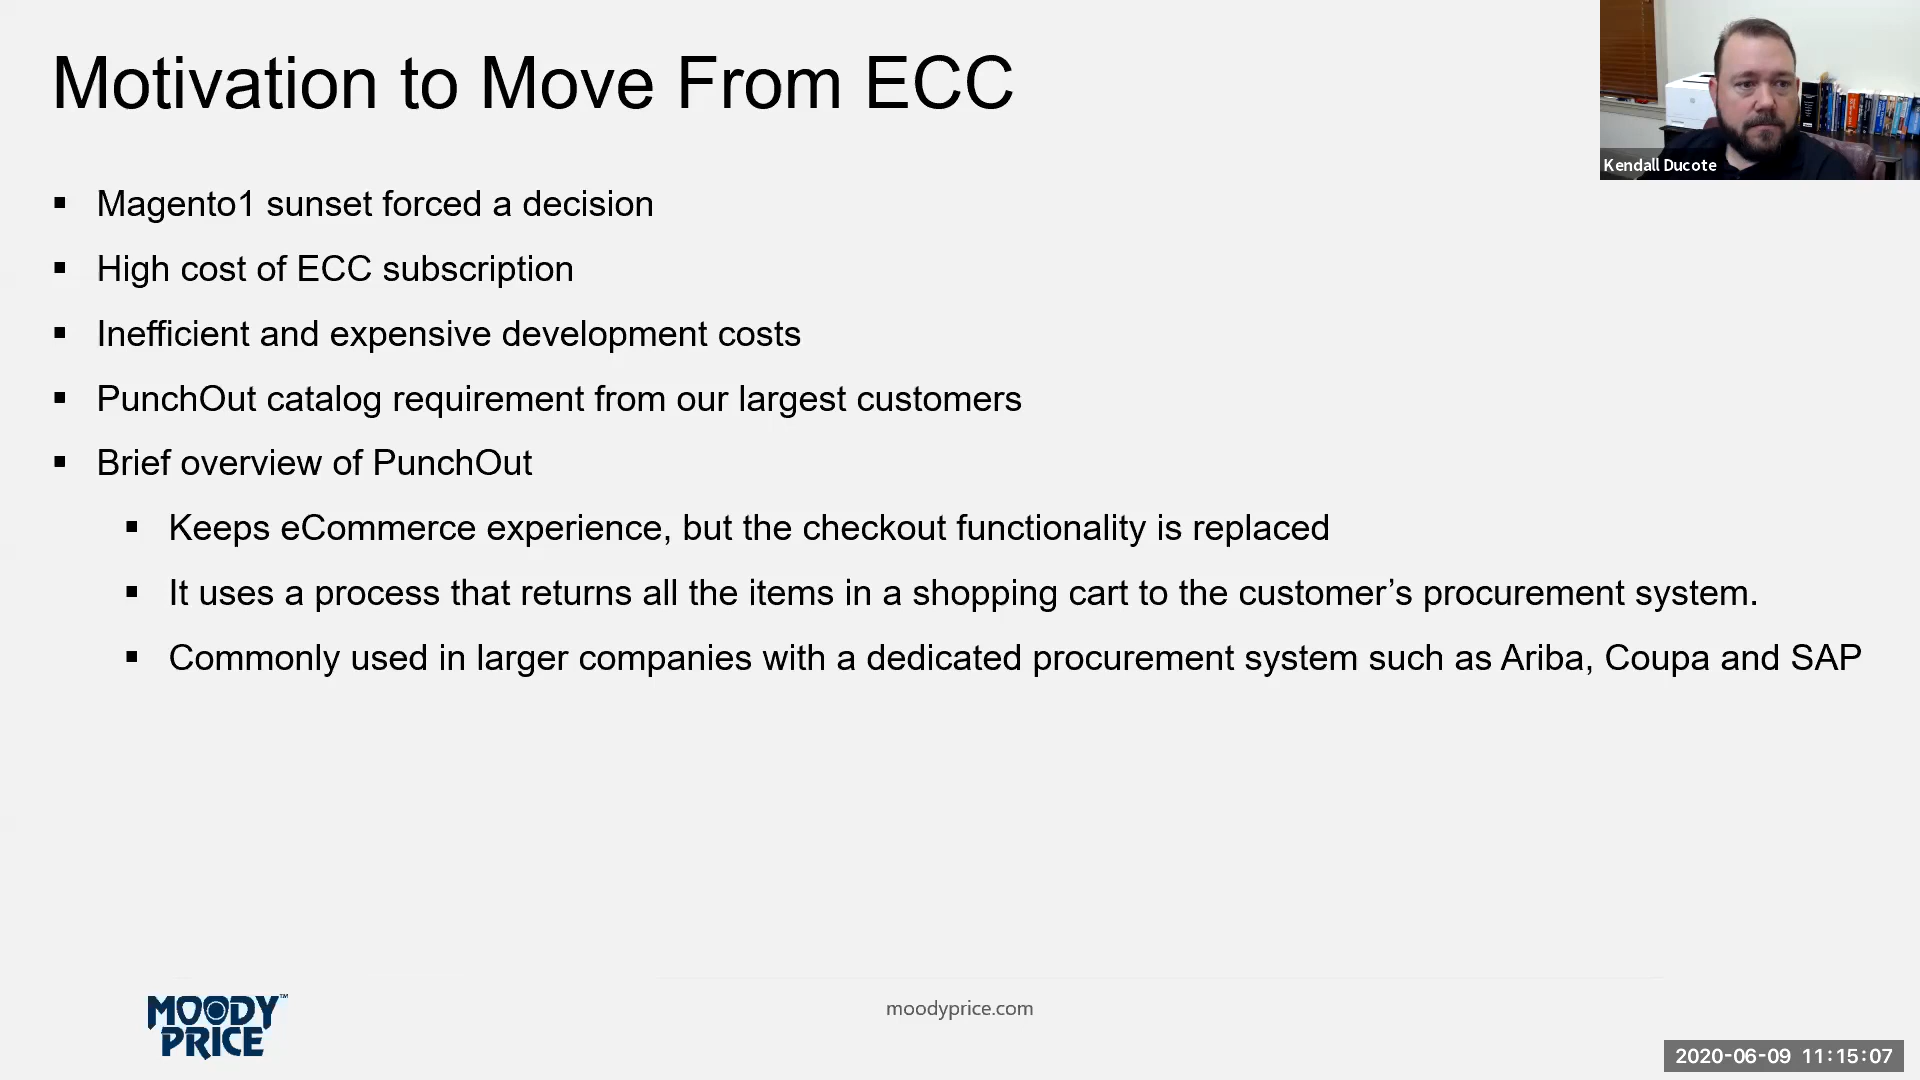 Motivation to Move From ECC
Kendall Ducote
▪ Magento1 sunset forced a decision
▪ High cost of ECC subscription
▪ Inefficient and expensive development costs
▪ PunchOut catalog requirement from our largest customers
▪ Brief overview of PunchOut
▪ Keeps eCommerce experience, but the checkout functionality is replaced
▪ It uses a process that returns all the items in a shopping cart to the customer’s procurement system.
▪ Commonly used in larger companies with a dedicated procurement system such as Ariba, Coupa and SAP
MOODY™
PRICE
moodyprice.com
2020-06-09 11:15:07